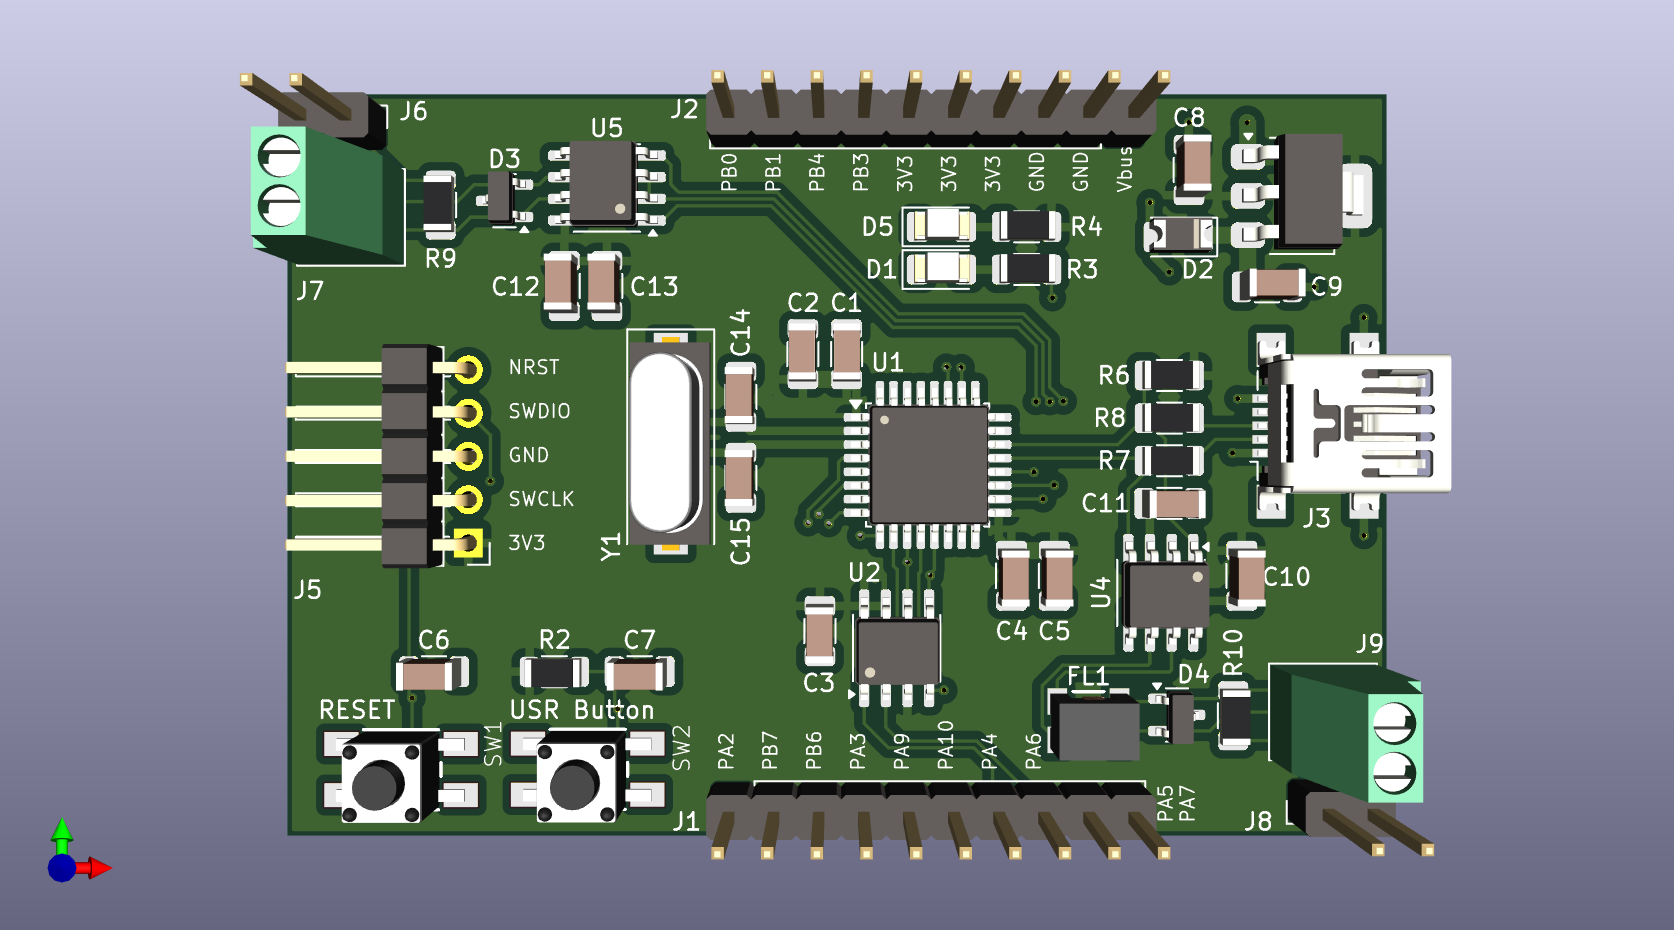 J6
J2
C8
U5
D3
PB0
PB1
PB4
PB3
3V3
3V3
3V3
GND
GND
Vbus
D5
R4
R9
D1
R3
D2
J7
C12
C13
C9
C2
C1
C14
U1
NRST
R6
SWDIO
R8
GND
R7
SWCLK
C11
J3
3V3
Y1
C15
U2
J5
U4
C10
C4
C5
C6
R2
C7
C3
R10
J9
FL1
D4
RESET
USR Button
SW1
SW2
PA2
PB7
PB6
PA3
PA9
PA10
PA4
PA6
PA5
PA7
J1
J8